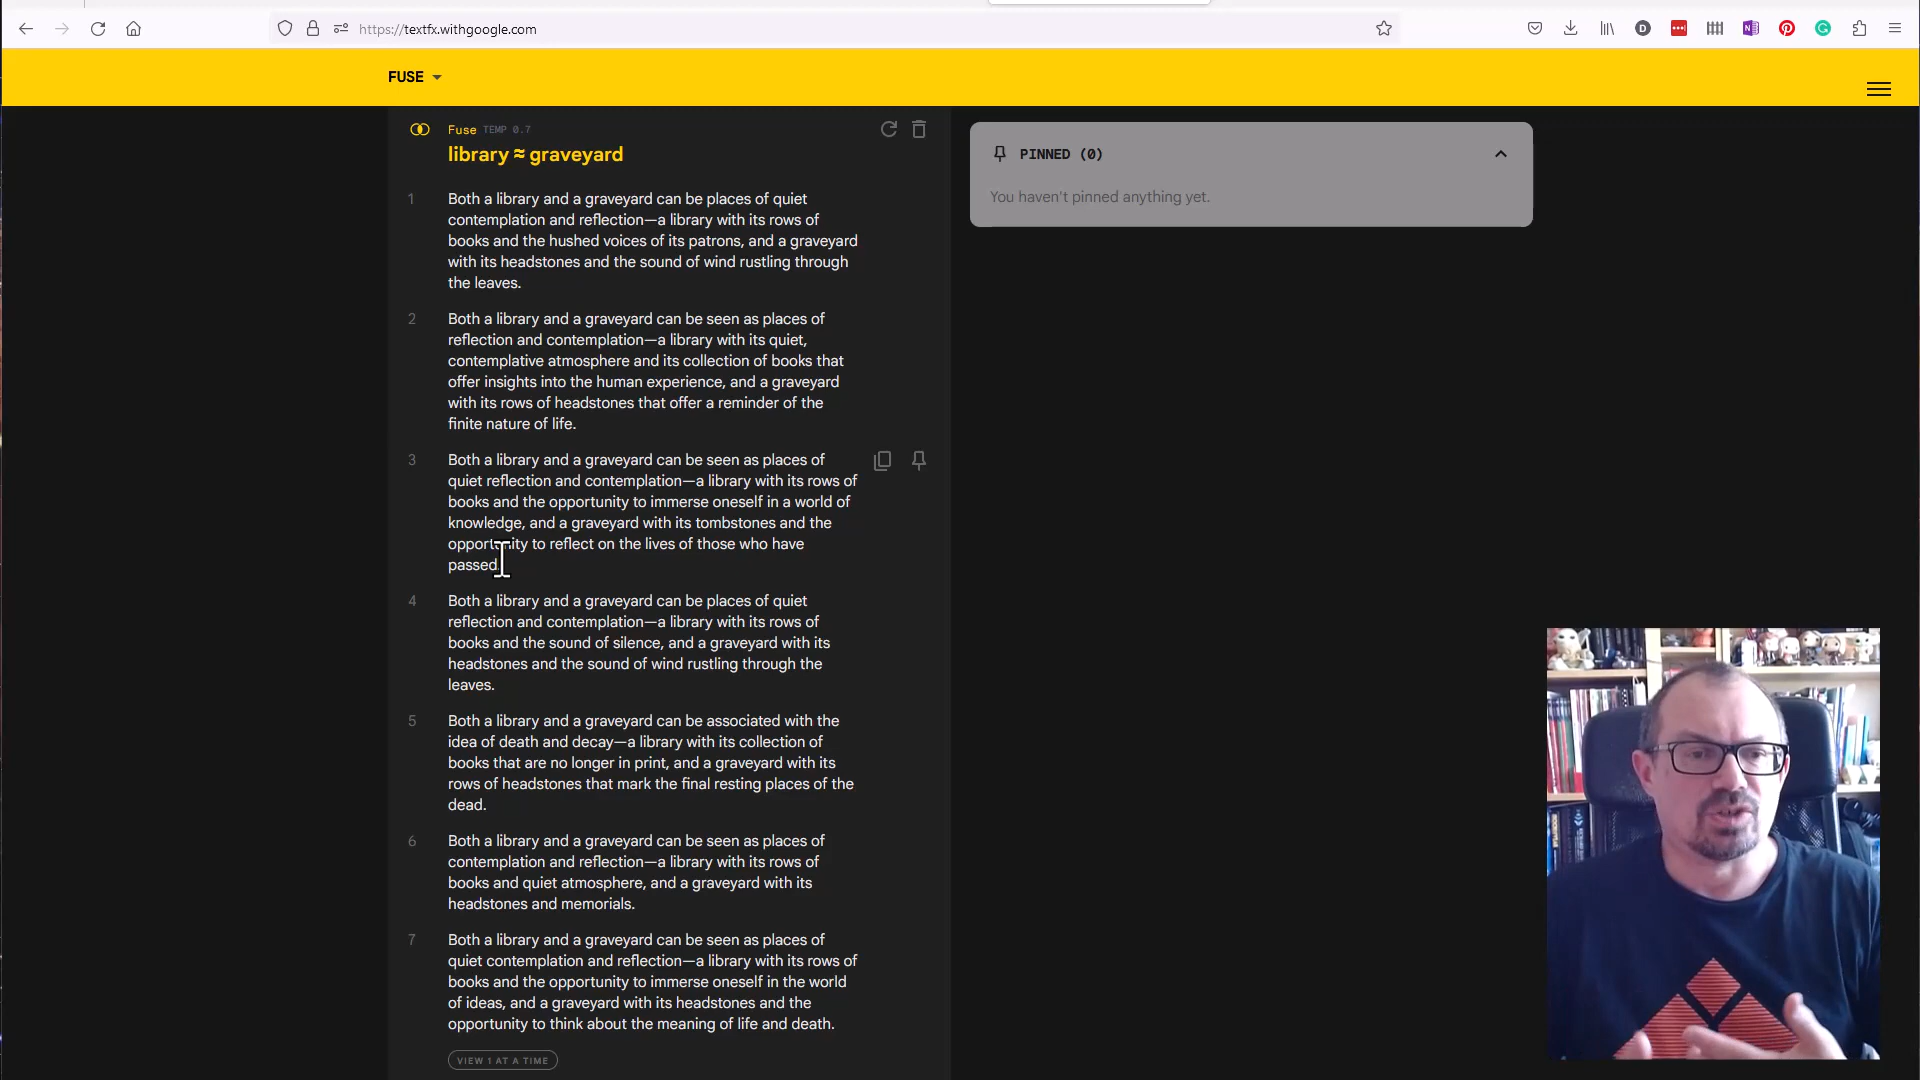 https://textfx.withgoogle.com
FUSE
Fuse TEMP 0.7
library ≈ graveyard
1
Both a library and a graveyard can be places of quiet
contemplation and reflection—a library with its rows of
books and the hushed voices of its patrons, and a graveyard
with its headstones and the sound of wind rustling through
the leaves.
2
Both a library and a graveyard can be seen as places of
reflection and contemplation—a library with its quiet,
contemplative atmosphere and its collection of books that
offer insights into the human experience, and a graveyard
with its rows of headstones that offer a reminder of the
finite nature of life.
3
Both a library and a graveyard can be seen as places of
quiet reflection and contemplation—a library with its rows of
books and the opportunity to immerse oneself in a world of
knowledge, and a graveyard with its tombstones and the
opportunity to reflect on the lives of those who have
passed.
4
Both a library and a graveyard can be places of quiet
reflection and contemplation—a library with its rows of
books and the sound of silence, and a graveyard with its
headstones and the sound of wind rustling through the
leaves.
5
Both a library and a graveyard can be associated with the
idea of death and decay—a library with its collection of
books that are no longer in print, and a graveyard with its
rows of headstones that mark the final resting places of the
dead.
6
Both a library and a graveyard can be seen as places of
contemplation and reflection—a library with its rows of
books and quiet atmosphere, and a graveyard with its
headstones and memorials.
7
Both a library and a graveyard can be seen as places of
quiet contemplation and reflection—a library with its rows of
books and the opportunity to immerse oneself in the world
of ideas, and a graveyard with its headstones and the
opportunity to think about the meaning of life and death.
VIEW 1 AT A TIME
PINNED (0)
You haven't pinned anything yet.